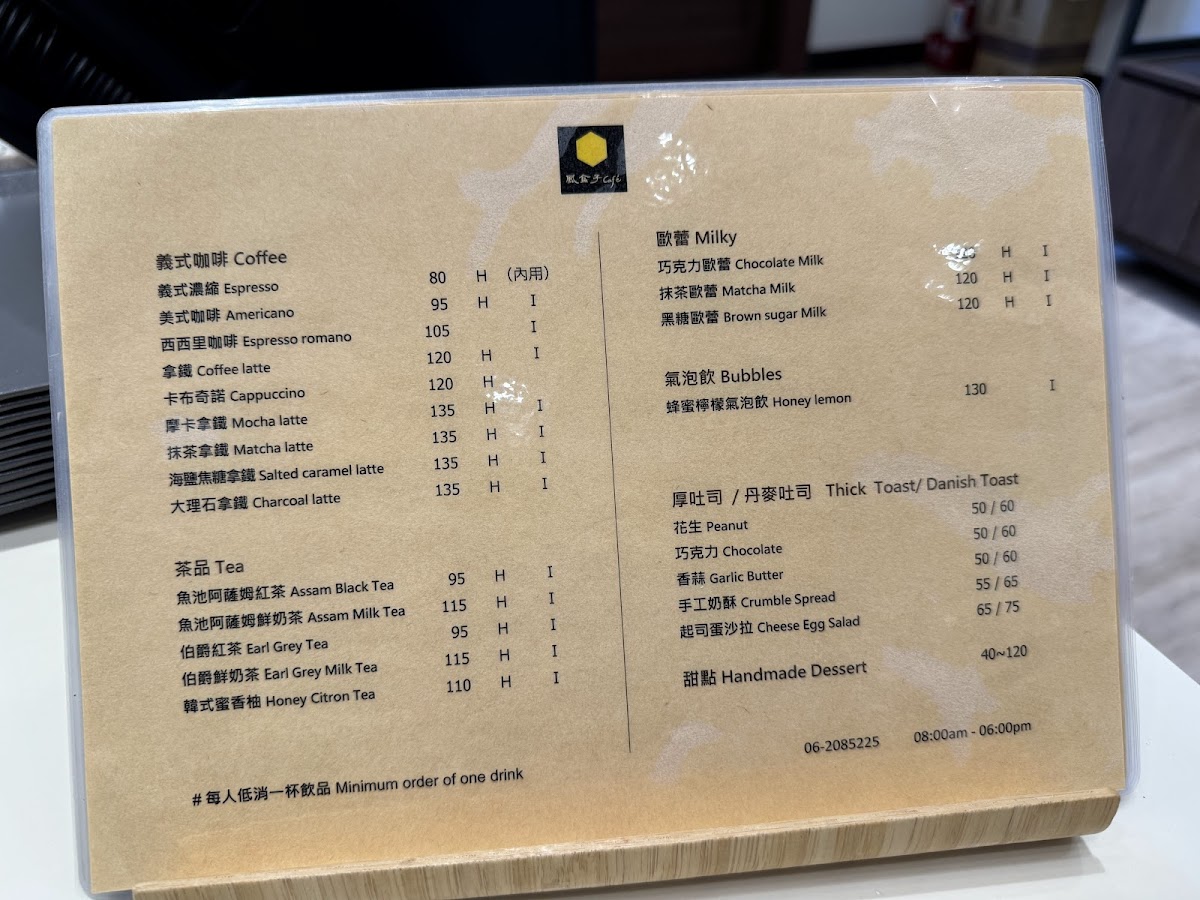 義式咖啡 Coffee
義式濃縮 Espresso 80 H (內用)
美式咖啡 Americano 95 H I
西西里咖啡 Espresso romano 105 I
拿鐵 Coffee latte 120 H I
卡布奇諾 Cappuccino 120 H
摩卡拿鐵 Mocha latte 135 H I
抹茶拿鐵 Matcha latte 135 H I
海鹽焦糖拿鐵 Salted caramel latte 135 H I
大理石拿鐵 Charcoal latte 135 H I
茶品 Tea
魚池阿薩姆紅茶 Assam Black Tea 95 H I
魚池阿薩姆鮮奶茶 Assam Milk Tea 115 H I
伯爵紅茶 Earl Grey Tea 95 H I
伯爵鮮奶茶 Earl Grey Milk Tea 115 H I
韓式蜜香柚 Honey Citron Tea 110 H I
#每人低消一杯飲品 Minimum order of one drink
Café
歐蕾 Milky
巧克力歐蕾 Chocolate Milk H I
抹茶歐蕾 Matcha Milk 120 H I
黑糖歐蕾 Brown sugar Milk 120 H I
氣泡飲 Bubbles
蜂蜜檸檬氣泡飲 Honey lemon 130 I
厚吐司 / 丹麥吐司 Thick Toast/ Danish Toast
花生 Peanut 50 / 60
巧克力 Chocolate 50 / 60
香蒜 Garlic Butter 50 / 60
手工奶酥 Crumble Spread 55 / 65
起司蛋沙拉 Cheese Egg Salad 65 / 75
甜點 Handmade Dessert 40~120
06-2085225 08:00am - 06:00pm